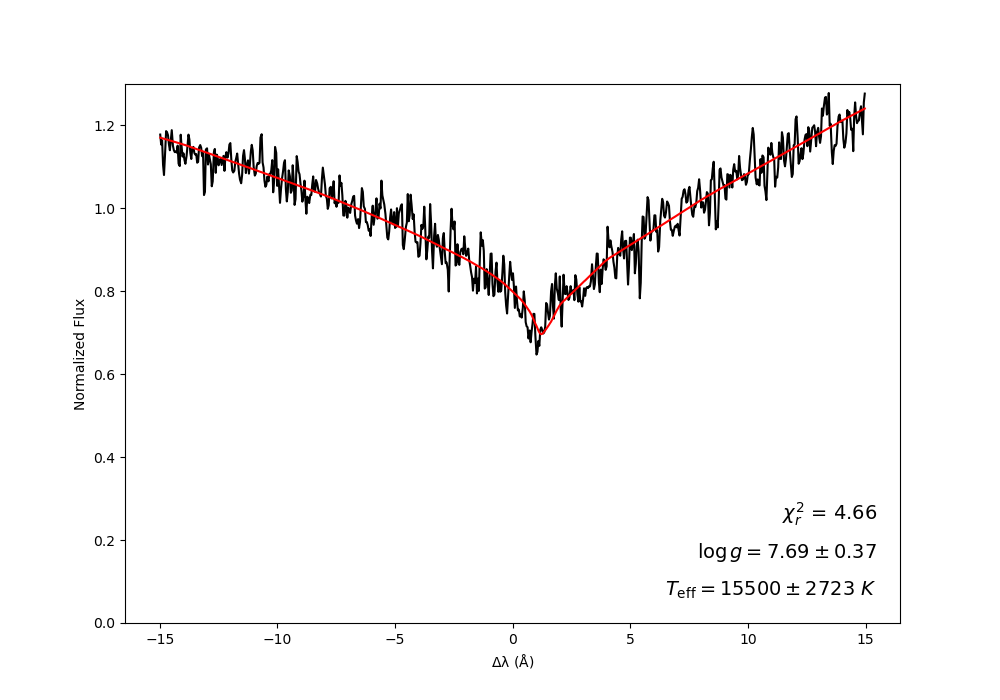 1.2
1.0
0.8
0.6
0.4
0.2
0.0
Normalized Flux
χ²ᵣ = 4.66
log g = 7.69 ± 0.37
T_eff = 15500 ± 2723 K
−15 −10 −5 0 5 10 15
Δλ (Å)